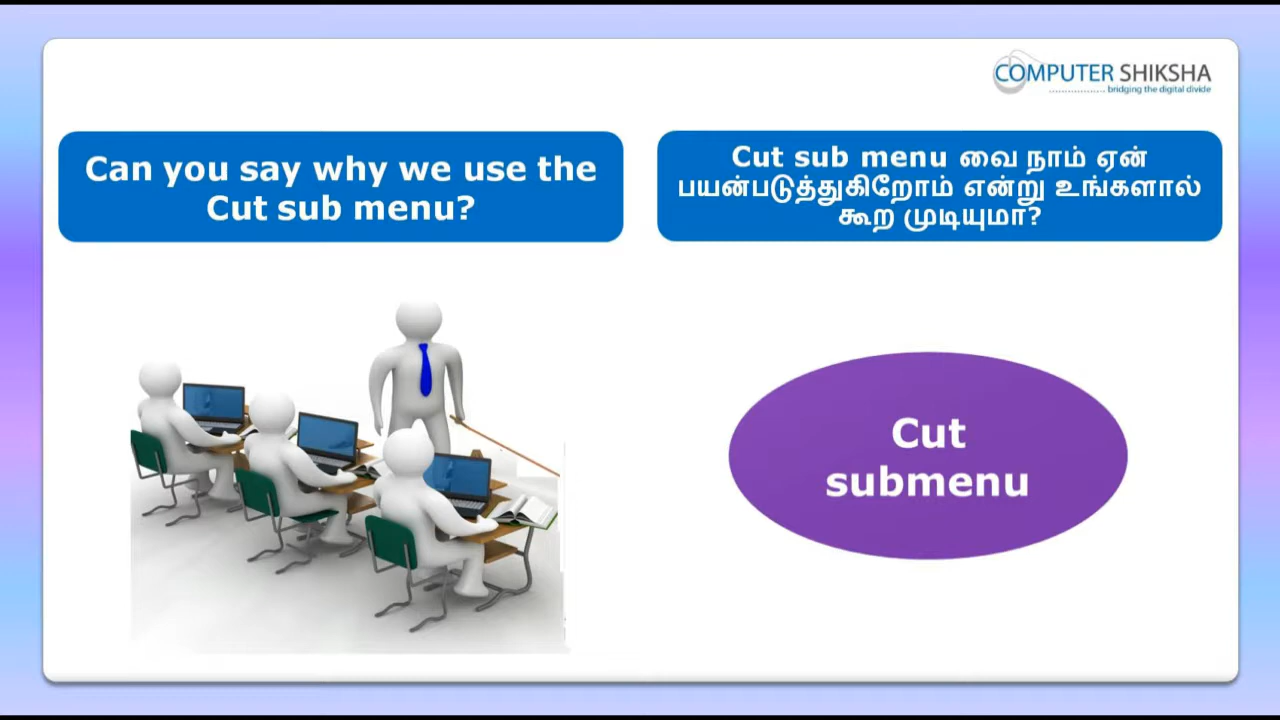 COMPUTER SHIKSHA
bridging the digital divide
Can you say why we use the
Cut sub menu?
Cut sub menu வை நாம் ஏன்
பயன்படுத்துகிறோம் என்று உங்களால்
கூற முடியுமா?
Cut
submenu